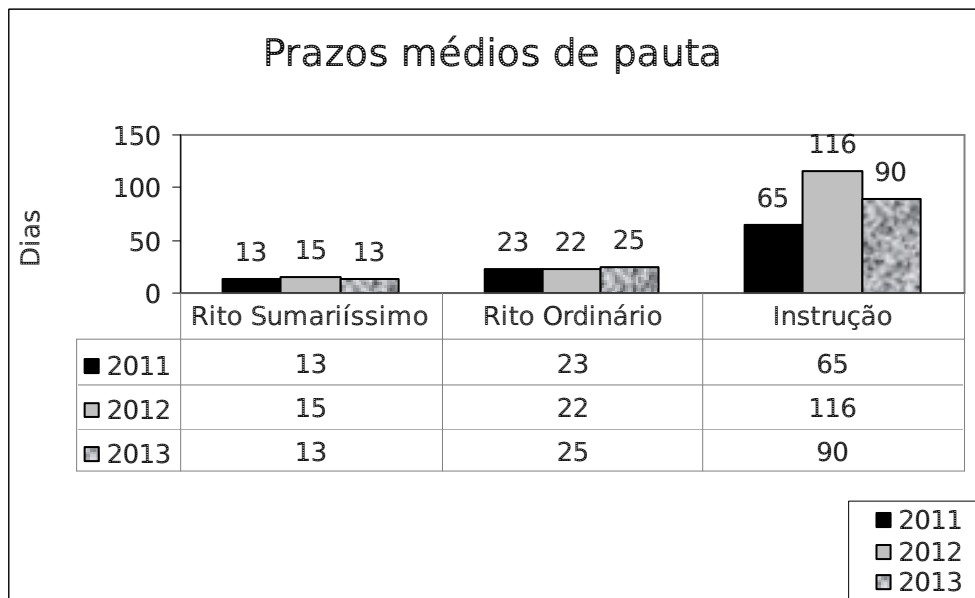 Prazos médios de pauta
Dias
150
100
50
0
13 15 13
23 22 25
65 116 90
Rito Sumariíssimo Rito Ordinário Instrução
2011 13 23 65
2012 15 22 116
2013 13 25 90
2011
2012
2013